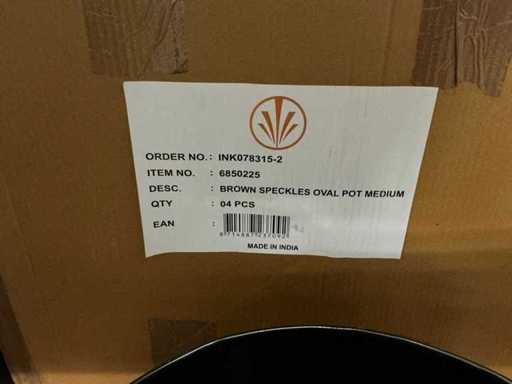 ORDER NO. : INK078315-2
ITEM NO. : 6850225
DESC. : BROWN SPECKLES OVAL POT MEDIUM
QTY : 04 PCS
EAN :
MADE IN INDIA